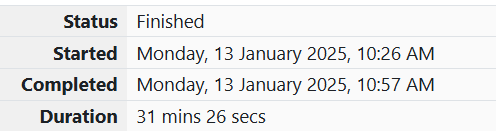 Status Finished
Started Monday, 13 January 2025, 10:26 AM
Completed Monday, 13 January 2025, 10:57 AM
Duration 31 mins 26 secs